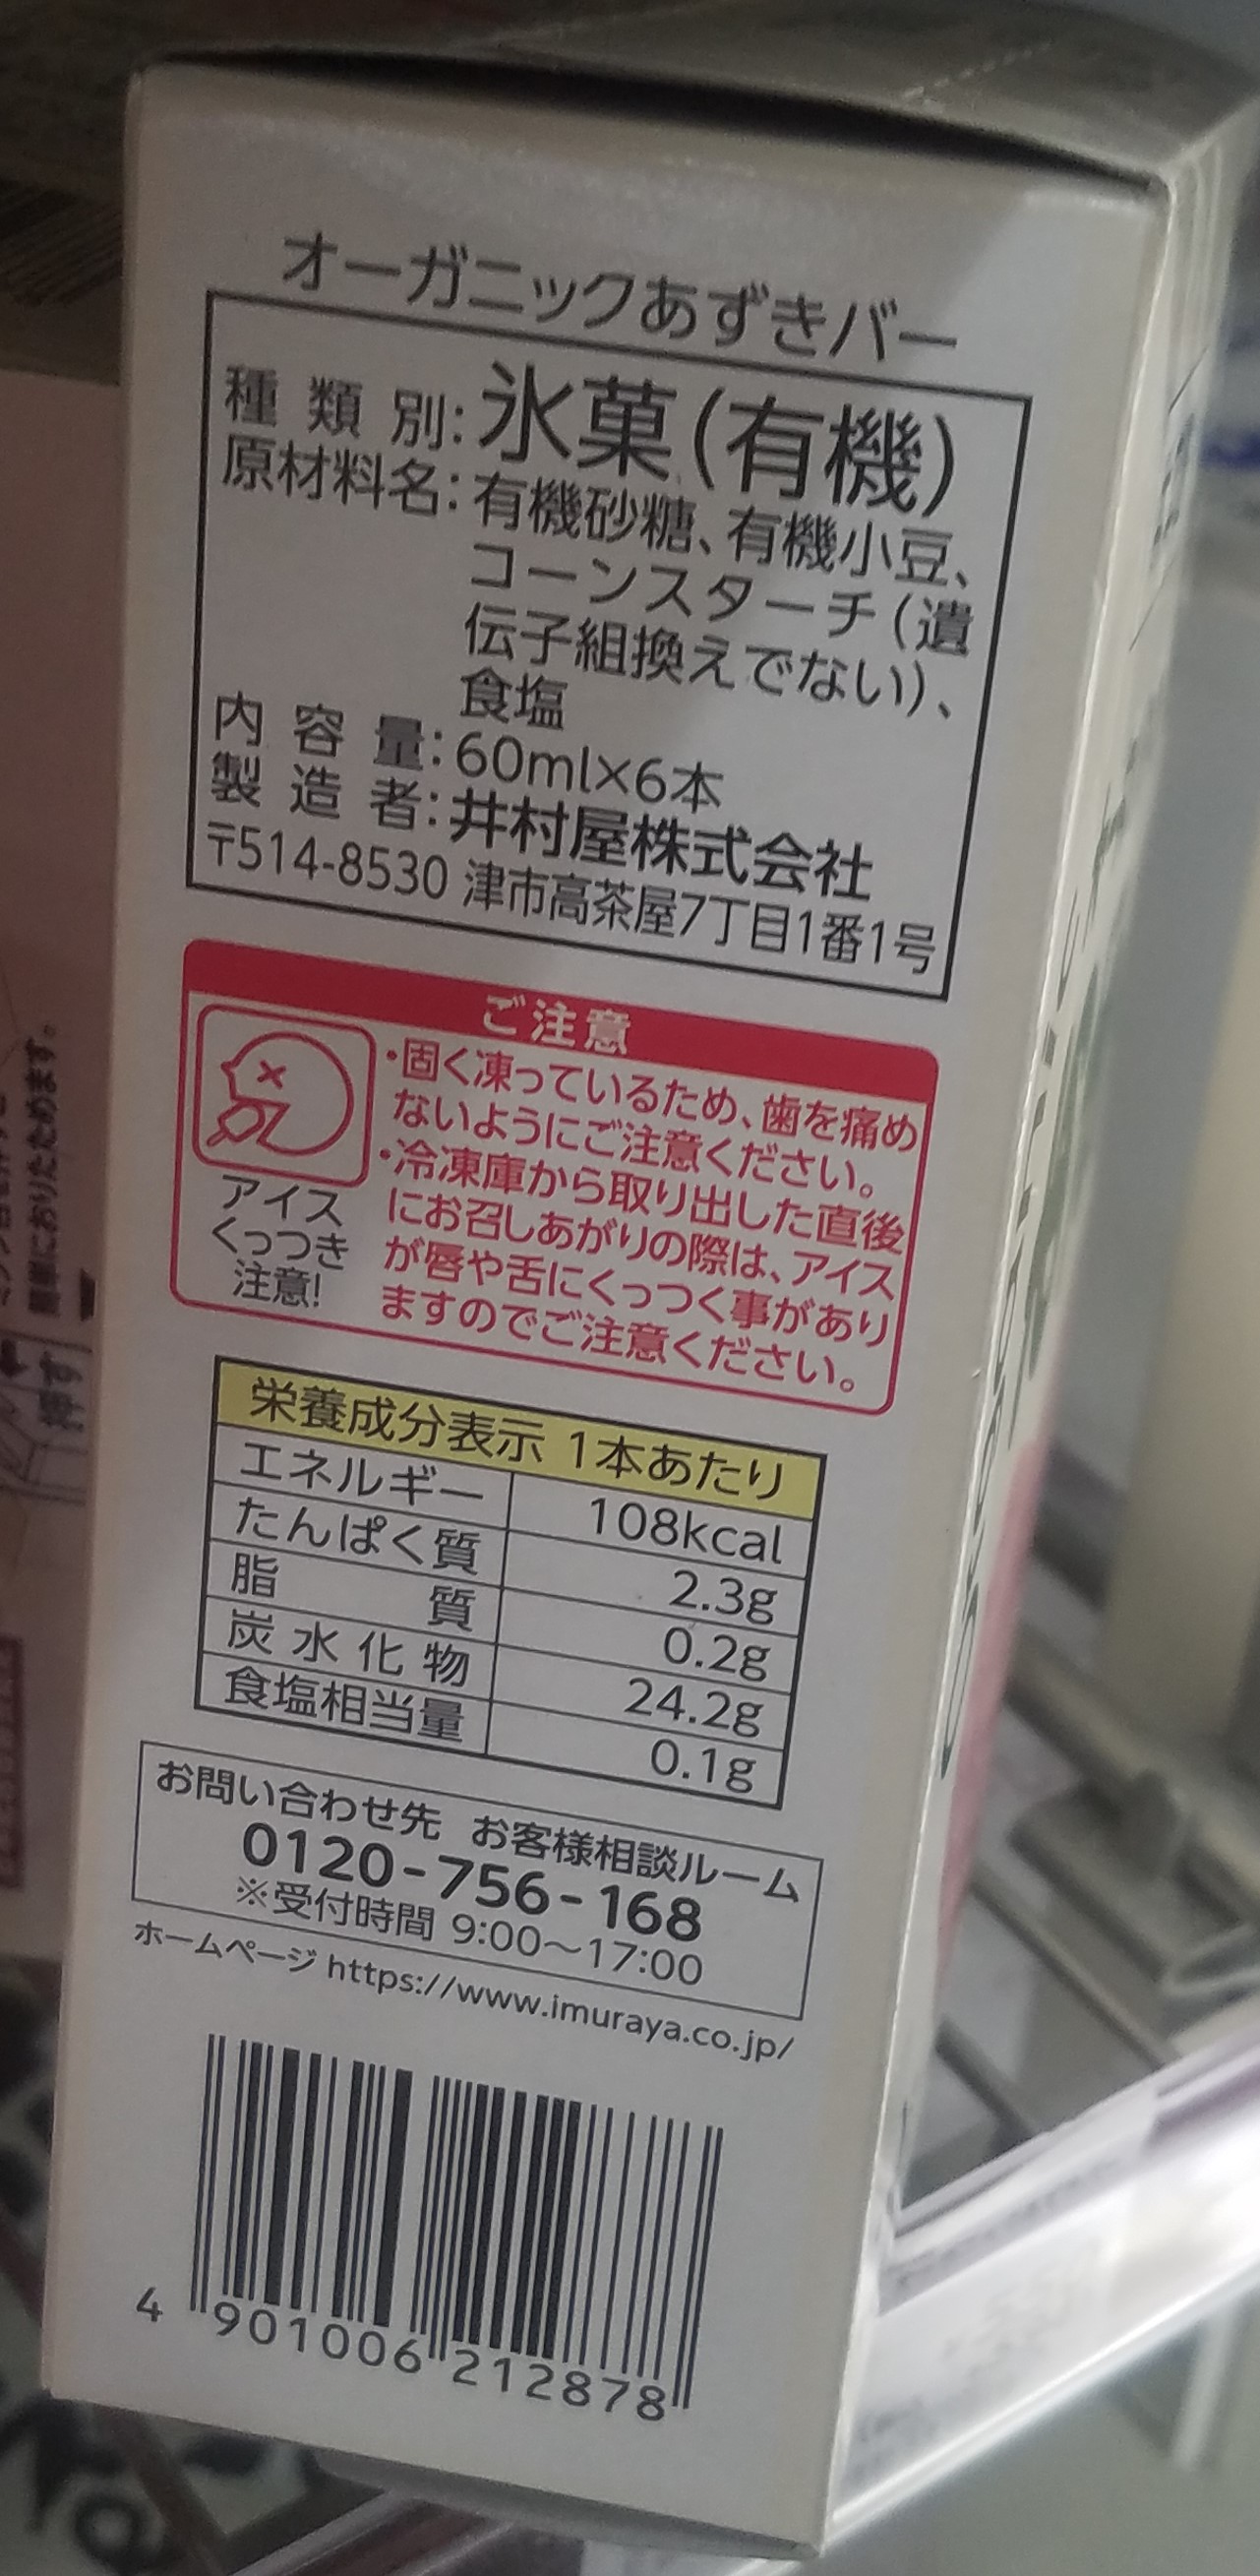 オーガニックあずきバー
種類別:氷菓(有機)
原材料名:有機砂糖、有機小豆、
コーンスターチ(遺
伝子組換えでない)、
食塩
内容量:60ml×6本
製造者:井村屋株式会社
〒514-8530 津市高茶屋7丁目1番1号
ご注意
・固く凍っているため、歯を痛め
ないようにご注意ください。
・冷凍庫から取り出した直後
にお召しあがりの際は、アイス
が唇や舌にくっつく事があり
ますのでご注意ください。
アイス
くっつき
注意!
栄養成分表示 1本あたり
エネルギー 108kcal
たんぱく質 2.3g
脂質 0.2g
炭水化物 24.2g
食塩相当量 0.1g
お問い合わせ先 お客様相談ルーム
0120-756-168
※受付時間 9:00～17:00
ホームページ https://www.imuraya.co.jp/
4 901006 212878
押す